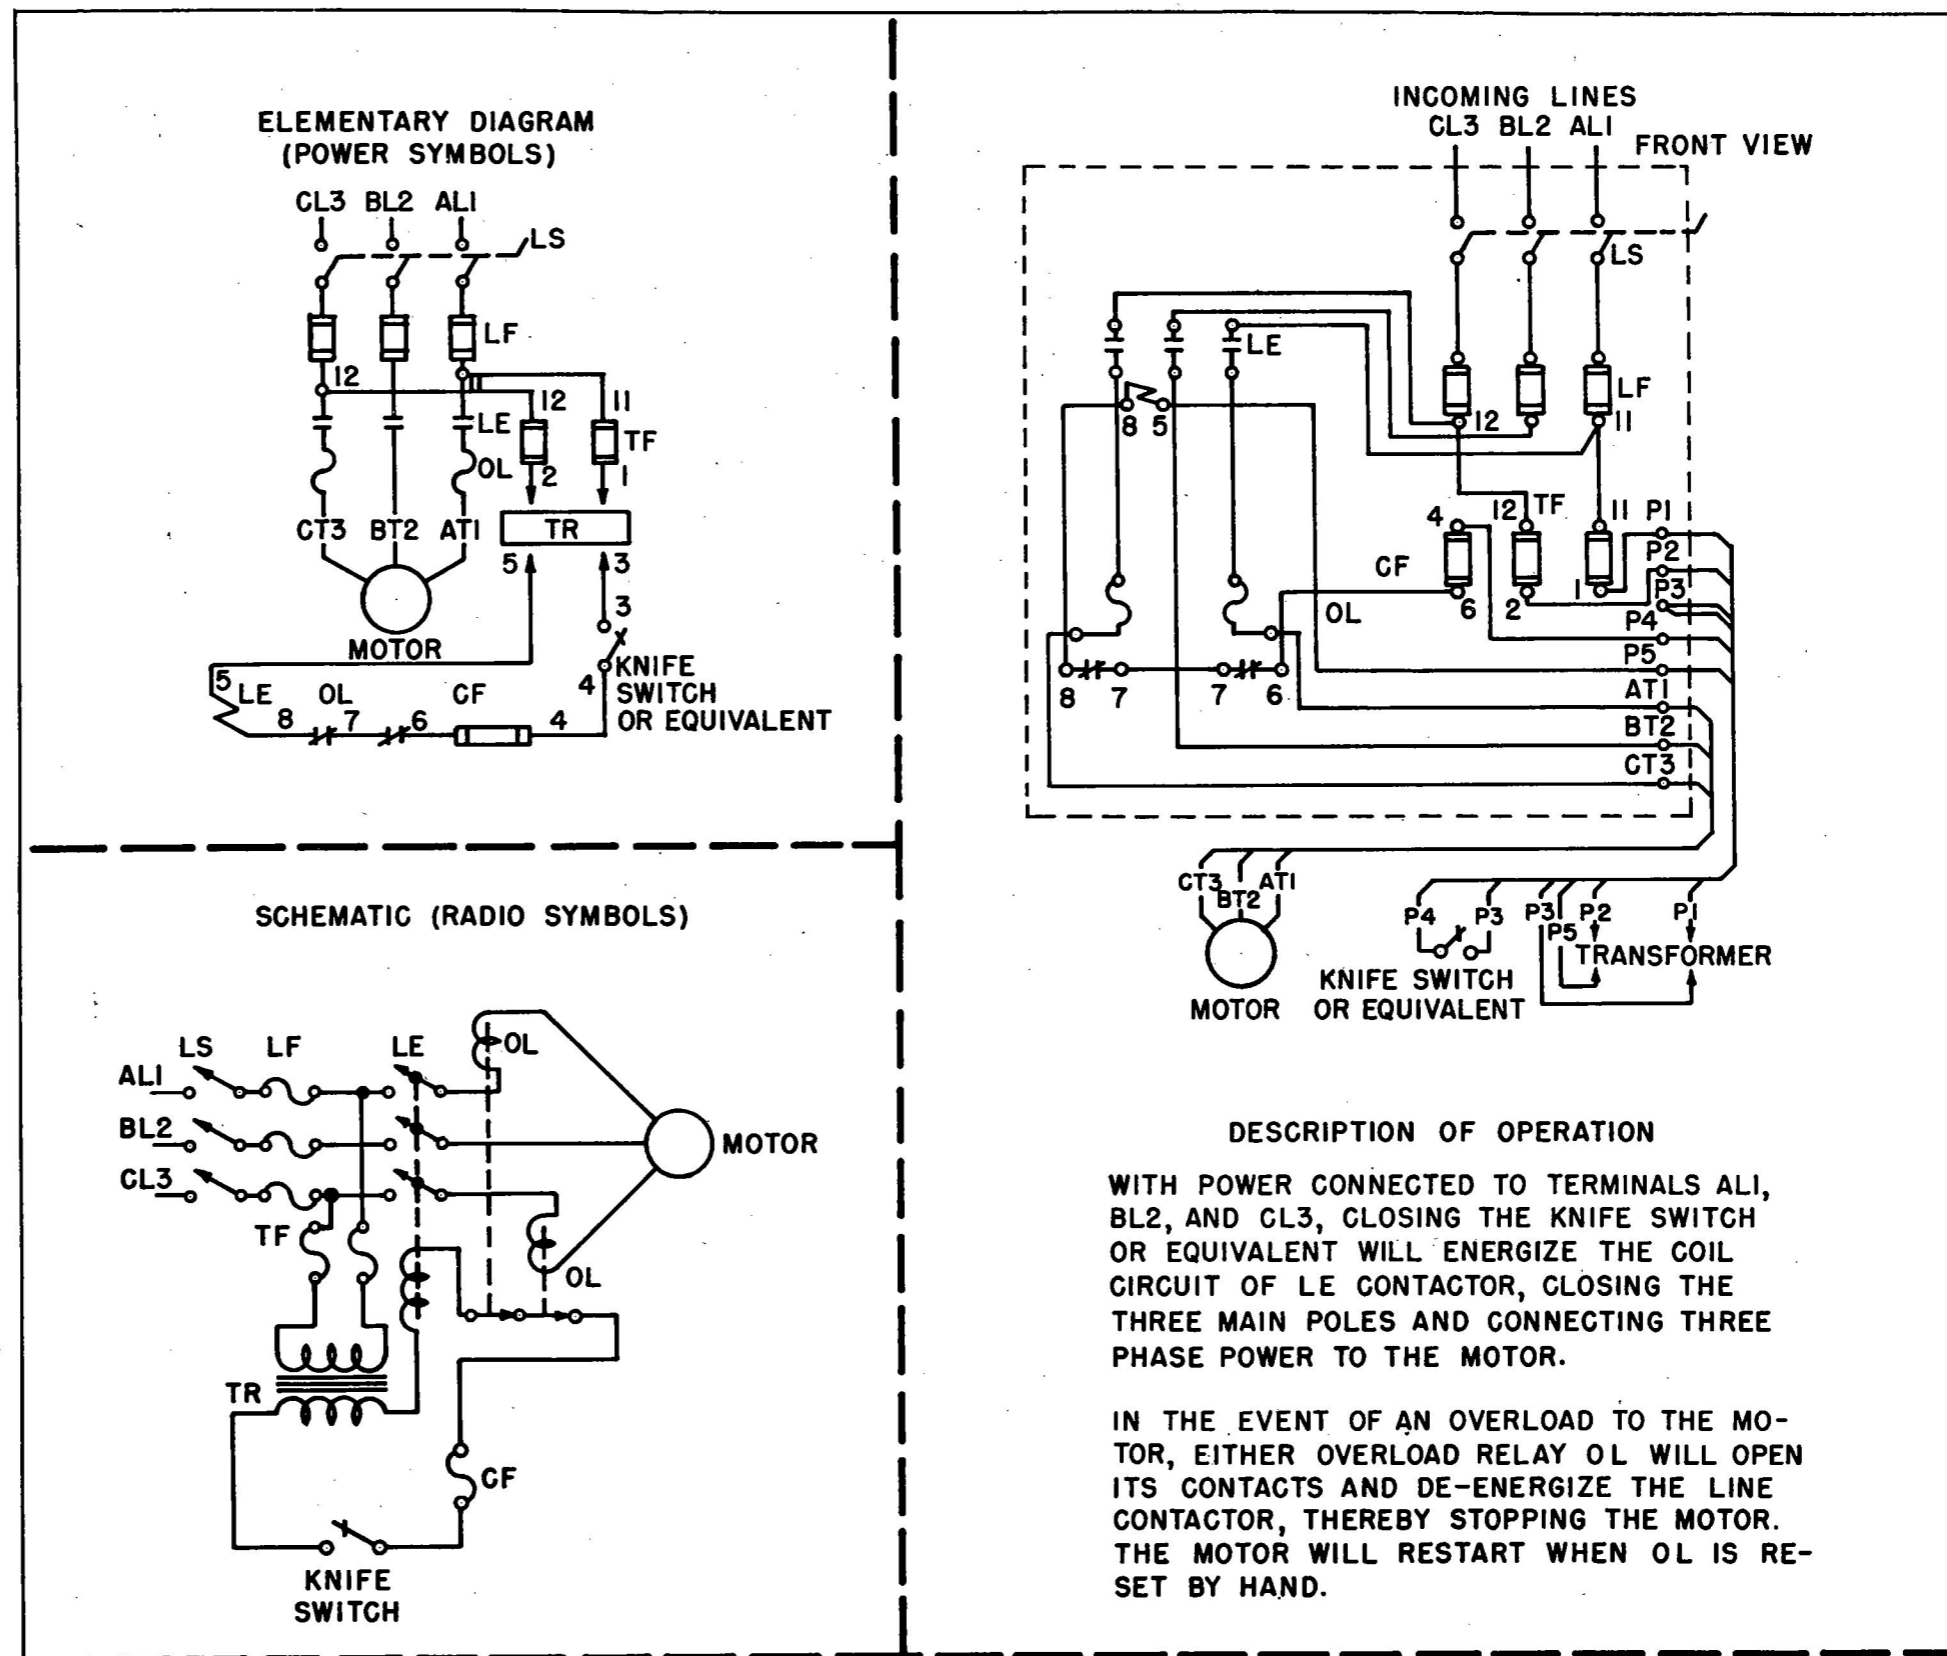 ELEMENTARY DIAGRAM
(POWER SYMBOLS)
CL3 BL2 AL1
LS
LF
12
12 11
LE
TF
OL
2 1
CT3 BT2 AT1
TR
5 3
3
MOTOR
KNIFE
SWITCH
OR EQUIVALENT
5
LE OL CF 4
8 7 6 4
INCOMING LINES
CL3 BL2 AL1
FRONT VIEW
LS
LE
LF
12 11
8 5
4 12 TF 11 P1
P2
CF
P3
6 2 1
OL
P4
P5
8 7 7 6
AT1
BT2
CT3
CT3 AT1
BT2
P4 P3 P3 P2 P1
P5
TRANSFORMER
KNIFE SWITCH
MOTOR OR EQUIVALENT
SCHEMATIC (RADIO SYMBOLS)
LS LF LE OL
AL1
BL2
MOTOR
CL3
TF
OL
TR
CF
KNIFE
SWITCH
DESCRIPTION OF OPERATION
WITH POWER CONNECTED TO TERMINALS AL1,
BL2, AND CL3, CLOSING THE KNIFE SWITCH
OR EQUIVALENT WILL ENERGIZE THE COIL
CIRCUIT OF LE CONTACTOR, CLOSING THE
THREE MAIN POLES AND CONNECTING THREE
PHASE POWER TO THE MOTOR.
IN THE EVENT OF AN OVERLOAD TO THE MO-
TOR, EITHER OVERLOAD RELAY OL WILL OPEN
ITS CONTACTS AND DE-ENERGIZE THE LINE
CONTACTOR, THEREBY STOPPING THE MOTOR.
THE MOTOR WILL RESTART WHEN OL IS RE-
SET BY HAND.